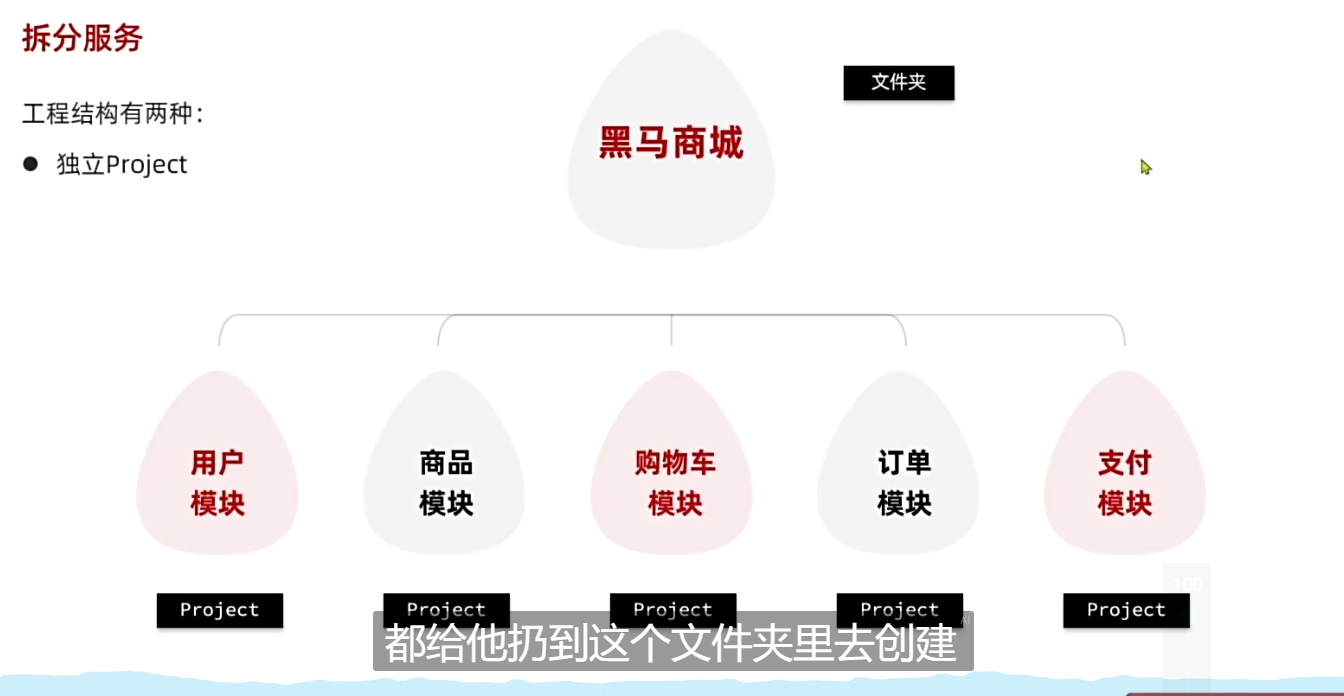 拆分服务
文件夹
工程结构有两种：
黑马商城
独立Project
用户
模块
商品
模块
购物车
模块
订单
模块
支付
模块
100
Project
Project
Project
Project
Project
AI
都给他扔到这个文件夹里去创建